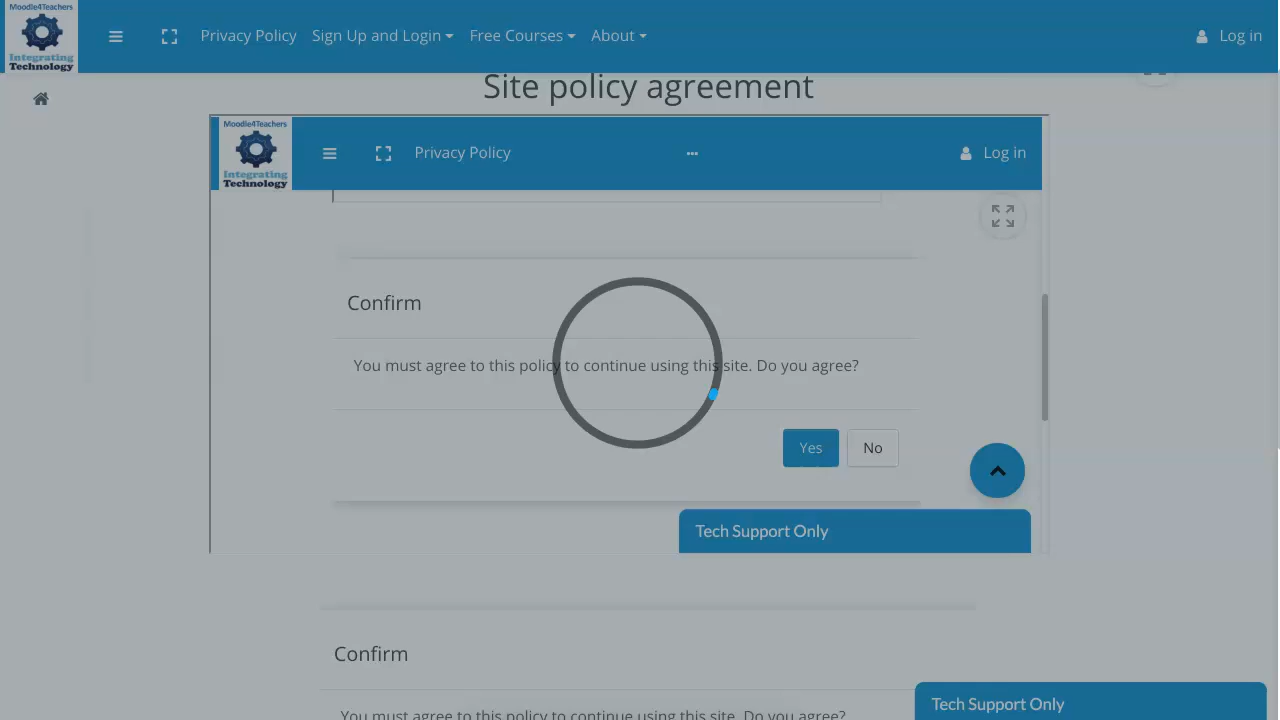 Moodle4Teachers
Integrating
Technology
Privacy Policy
Sign Up and Login
Free Courses
About
Log in
Site policy agreement
Moodle4Teachers
Integrating
Technology
Privacy Policy
...
Log in
Confirm
You must agree to this policy to continue using this site. Do you agree?
Yes
No
Tech Support Only
Confirm
You must agree to this policy to continue using this site. Do you agree?
Tech Support Only